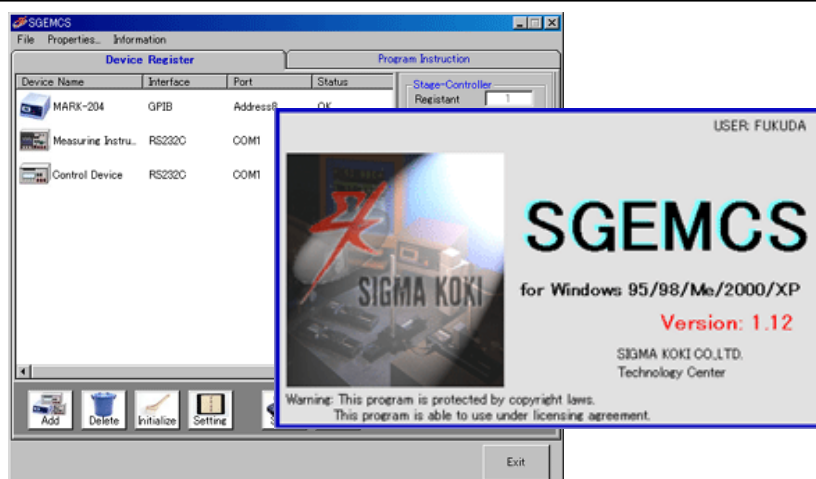 SGEMCS
File Properties... Information
Device Register Program Instruction
Device Name Interface Port Status
Stage-Controller
Registant 1
MARK-204 GPIB Address8 OK
Measuring Instru... RS232C COM1
Control Device RS232C COM1
USER: FUKUDA
SIGMA KOKI
SGEMCS
for Windows 95/98/Me/2000/XP
Version: 1.12
SIGMA KOKI CO.,LTD.
Technology Center
Warning: This program is protected by copyright laws.
This program is able to use under licensing agreement.
Add Delete Initialize Setting
Exit